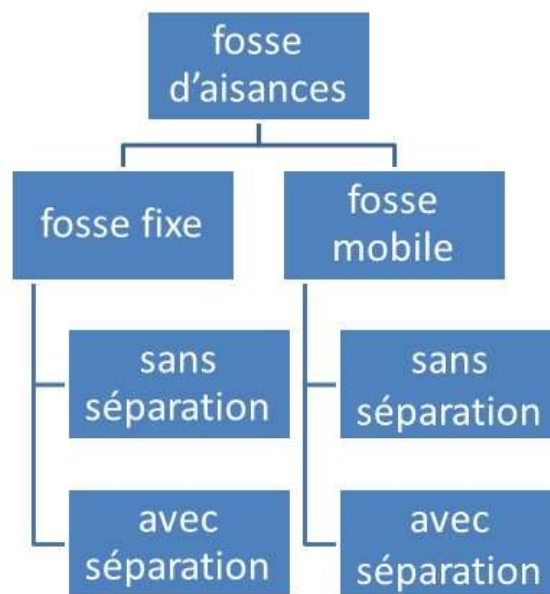 fosse
d’aisances
fosse fixe
fosse
mobile
sans
séparation
avec
séparation
sans
séparation
avec
séparation